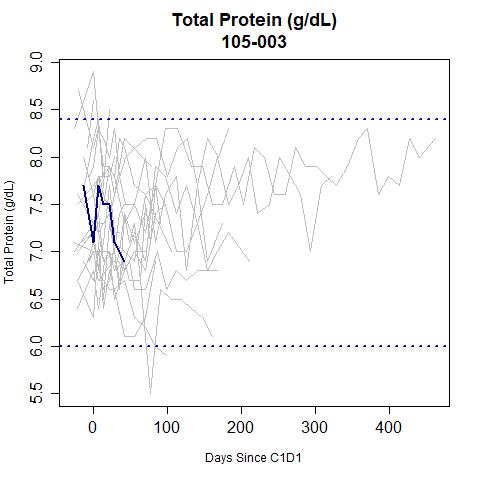 Total Protein (g/dL)
105-003
Total Protein (g/dL)
9.0
8.5
8.0
7.5
7.0
6.5
6.0
5.5
0 100 200 300 400
Days Since C1D1